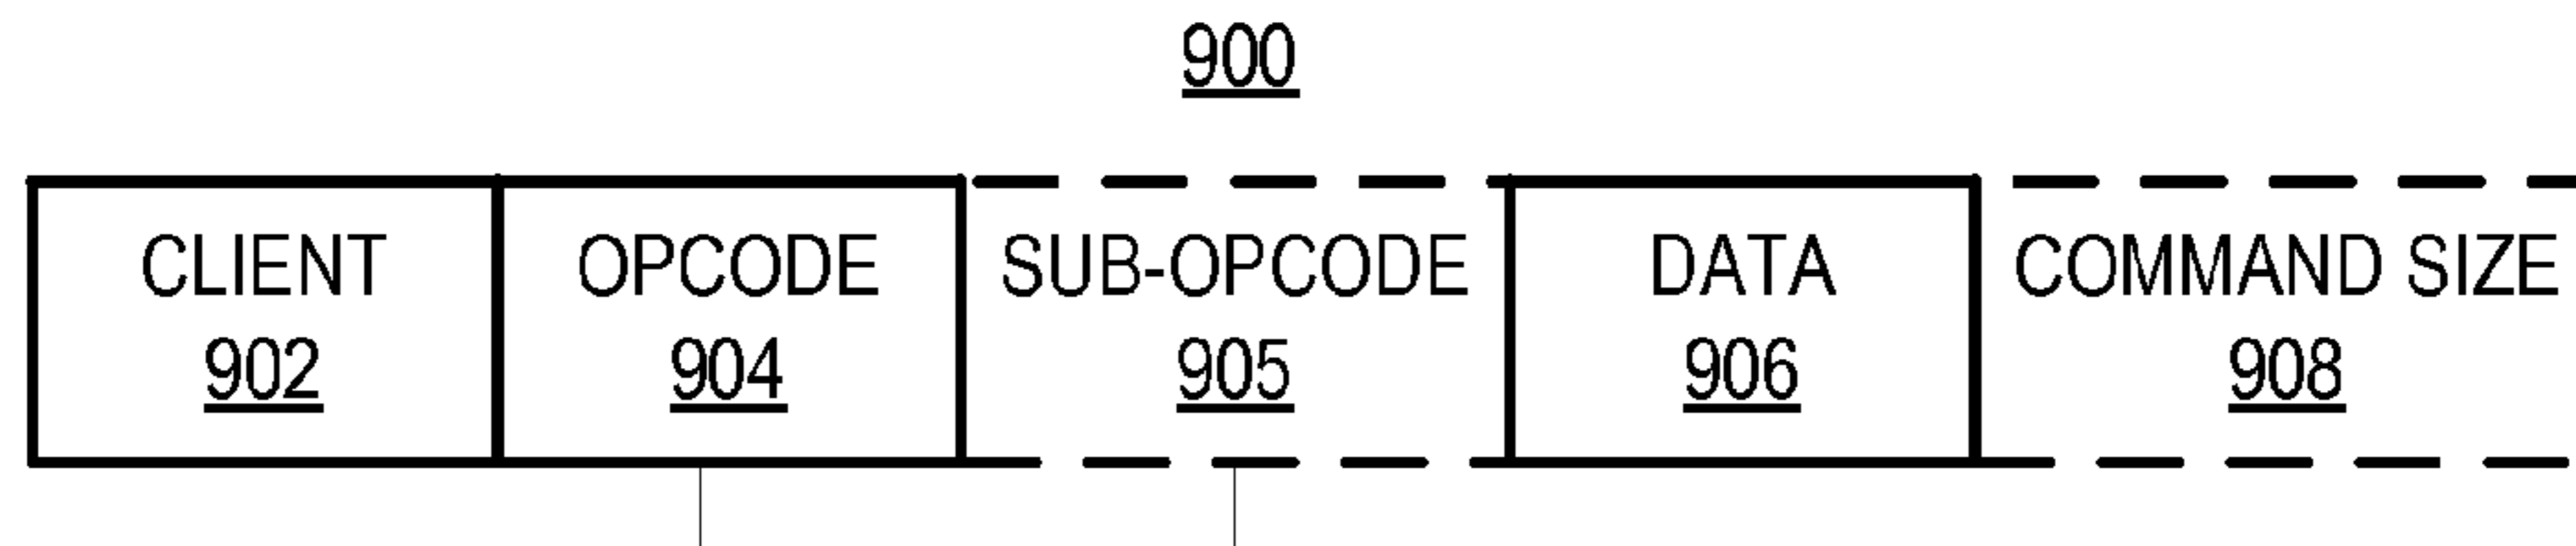 900
CLIENT OPCODE SUB-OPCODE DATA COMMAND SIZE
902 904 905 906 908